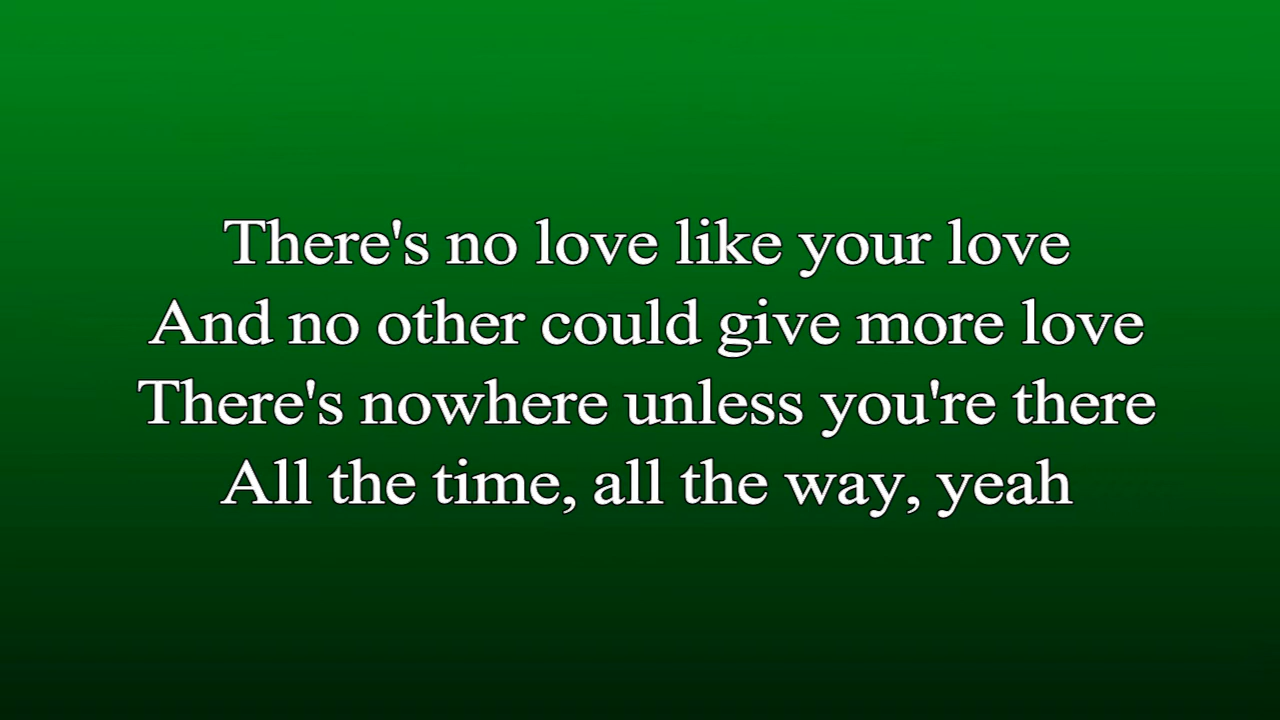 There's no love like your love
And no other could give more love
There's nowhere unless you're there
All the time, all the way, yeah